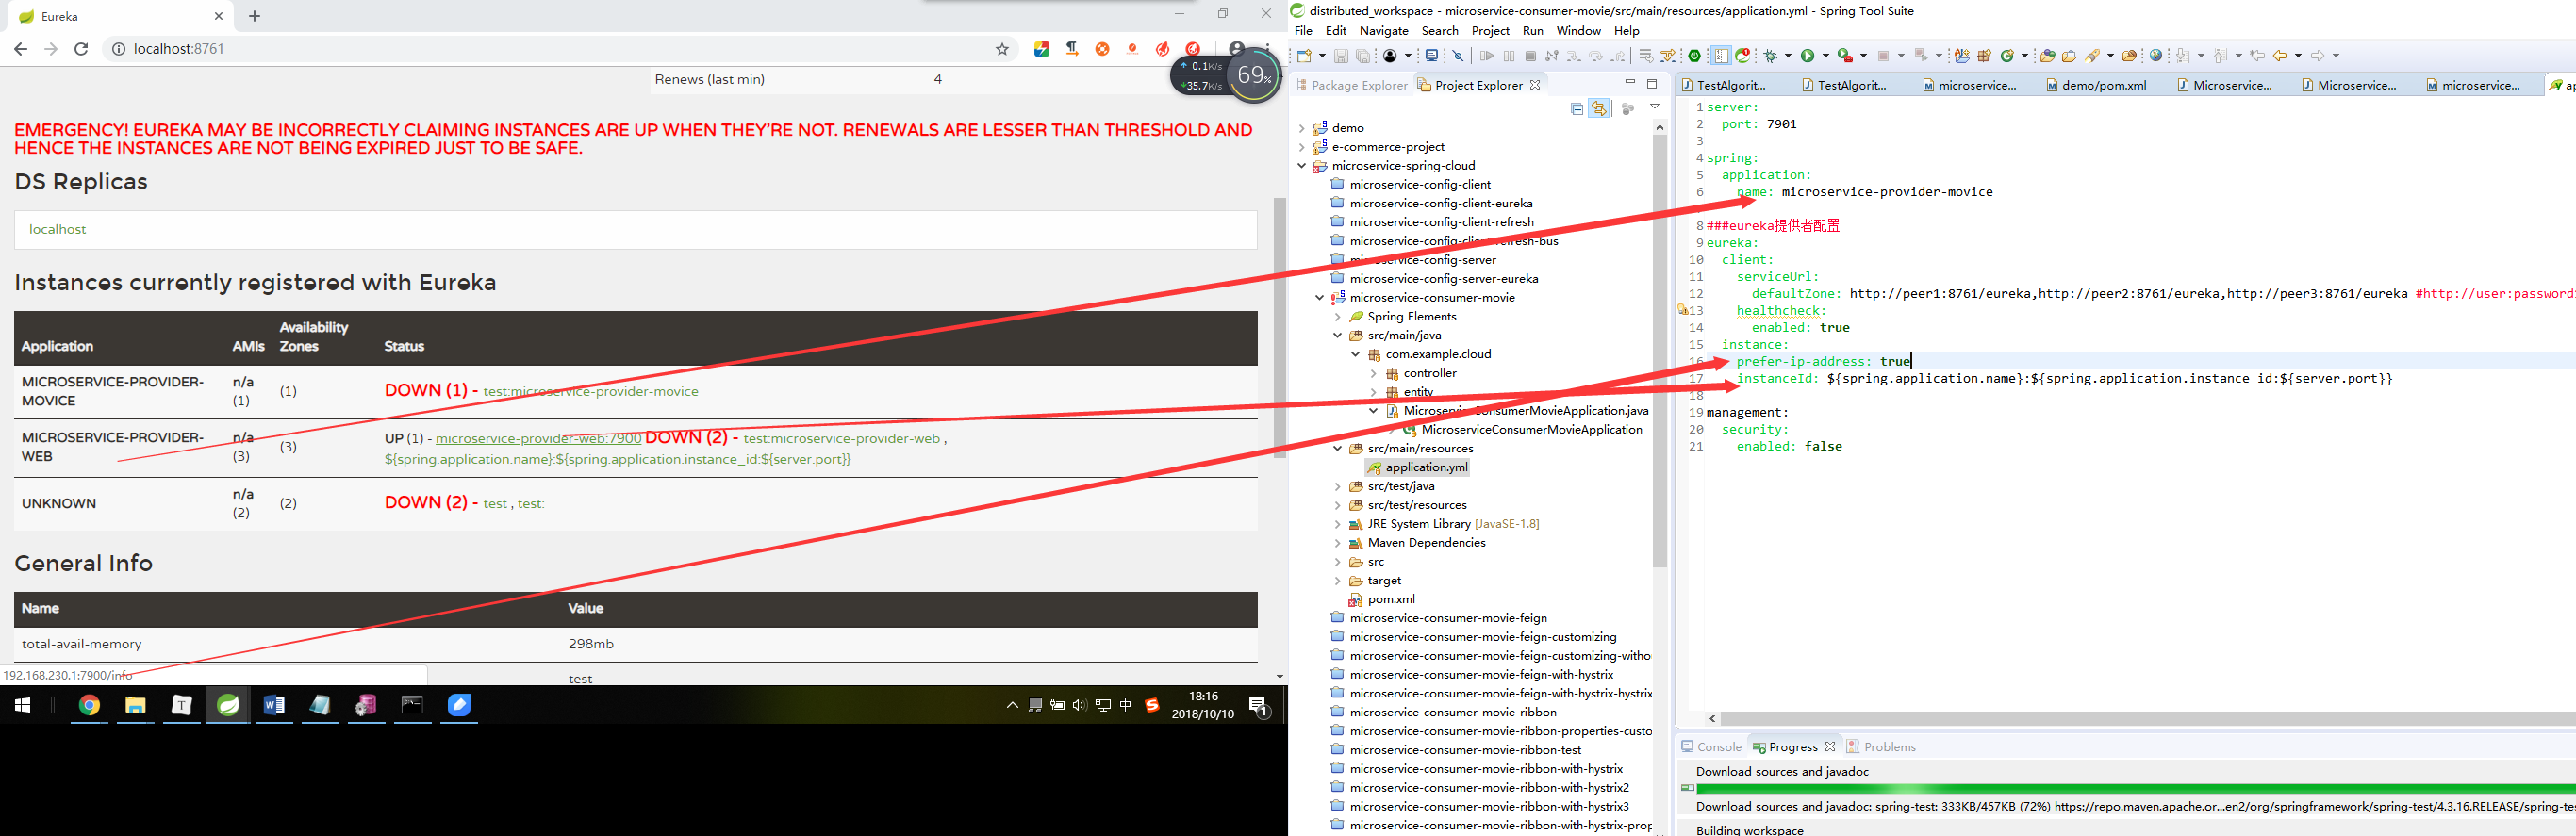 Eureka
localhost:8761
Renews (last min) 4
0.1K/s
35.7K/s
69%
EMERGENCY! EUREKA MAY BE INCORRECTLY CLAIMING INSTANCES ARE UP WHEN THEY'RE NOT. RENEWALS ARE LESSER THAN THRESHOLD AND
HENCE THE INSTANCES ARE NOT BEING EXPIRED JUST TO BE SAFE.
DS Replicas
localhost
Instances currently registered with Eureka
Application AMIs Availability Zones Status
MICROSERVICE-PROVIDER-MOVICE n/a (1) (1) DOWN (1) - test:microservice-provider-movice
MICROSERVICE-PROVIDER-WEB n/a (3) (3) UP (1) - microservice-provider-web:7900 DOWN (2) - test:microservice-provider-web ,
${spring.application.name}:${spring.application.instance_id:${server.port}}
UNKNOWN n/a (2) (2) DOWN (2) - test , test:
General Info
Name Value
total-avail-memory 298mb
test
192.168.230.1:7900/info
中
18:16
2018/10/10
1
distributed_workspace - microservice-consumer-movie/src/main/resources/application.yml - Spring Tool Suite
File Edit Navigate Search Project Run Window Help
Package Explorer Project Explorer
demo
e-commerce-project
microservice-spring-cloud
microservice-config-client
microservice-config-client-eureka
microservice-config-client-refresh
microservice-config-client-refresh-bus
microservice-config-server
microservice-config-server-eureka
microservice-consumer-movie
Spring Elements
src/main/java
com.example.cloud
controller
entity
MicroserviceConsumerMovieApplication.java
MicroserviceConsumerMovieApplication
src/main/resources
application.yml
src/test/java
src/test/resources
JRE System Library [JavaSE-1.8]
Maven Dependencies
src
target
pom.xml
microservice-consumer-movie-feign
microservice-consumer-movie-feign-customizing
microservice-consumer-movie-feign-customizing-witho
microservice-consumer-movie-feign-with-hystrix
microservice-consumer-movie-feign-with-hystrix-hystrix
microservice-consumer-movie-ribbon
microservice-consumer-movie-ribbon-properties-custo
microservice-consumer-movie-ribbon-test
microservice-consumer-movie-ribbon-with-hystrix
microservice-consumer-movie-ribbon-with-hystrix2
microservice-consumer-movie-ribbon-with-hystrix3
microservice-consumer-movie-ribbon-with-hystrix-prop
TestAlgorit... TestAlgorit... microservice... demo/pom.xml Microservice... Microservice... microservice... ap
1 server:
2 port: 7901
3
4 spring:
5 application:
6 name: microservice-provider-movice
8 ###eureka提供者配置
9 eureka:
10 client:
11 serviceUrl:
12 defaultZone: http://peer1:8761/eureka,http://peer2:8761/eureka,http://peer3:8761/eureka #http://user:password
13 healthcheck:
14 enabled: true
15 instance:
16 prefer-ip-address: true
17 instanceId: ${spring.application.name}:${spring.application.instance_id:${server.port}}
18
19 management:
20 security:
21 enabled: false
Console Progress Problems
Download sources and javadoc
Download sources and javadoc: spring-test: 333KB/457KB (72%) https://repo.maven.apache.or...en2/org/springframework/spring-test/4.3.16.RELEASE/spring-te
Building workspace